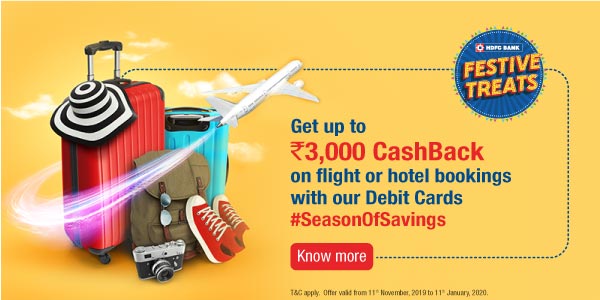 HDFC BANK
FESTIVE
TREATS
Get up to
₹3,000 CashBack
on flight or hotel bookings
with our Debit Cards
#SeasonOfSavings
Know more
T&C apply. Offer valid from 11th November, 2019 to 11th January, 2020.